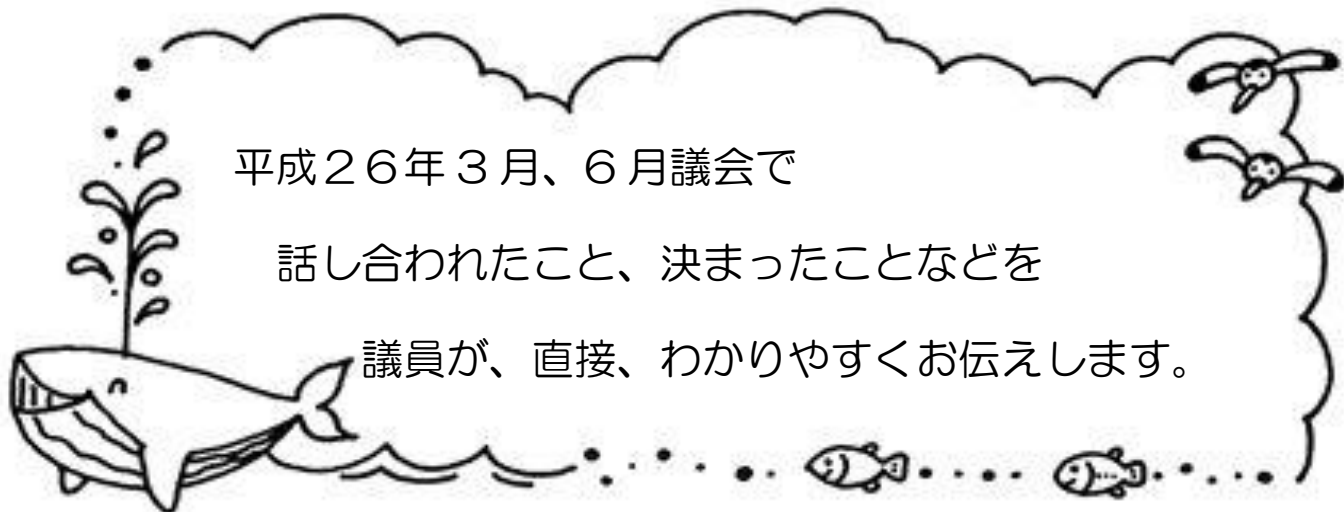 平成２６年３月、６月議会で
話し合われたこと、決まったことなどを
議員が、直接、わかりやすくお伝えします。